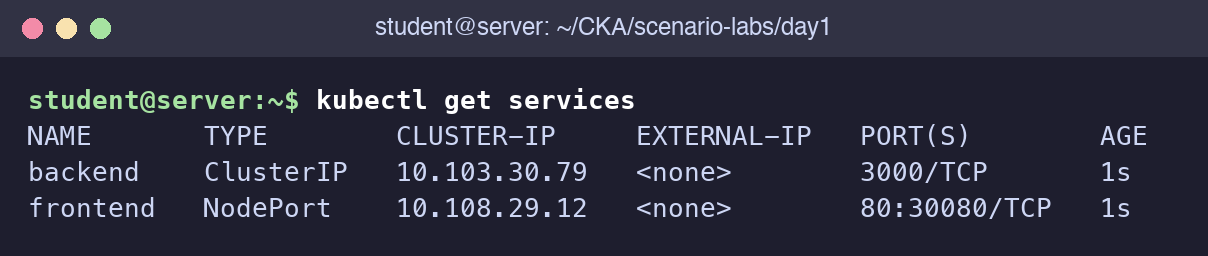 student@server: ~/CKA/scenario-labs/day1
student@server:~$ kubectl get services
NAME       TYPE        CLUSTER-IP    EXTERNAL-IP   PORT(S)        AGE
backend    ClusterIP   10.103.30.79   <none>        3000/TCP       1s
frontend   NodePort    10.108.29.12   <none>        80:30080/TCP   1s